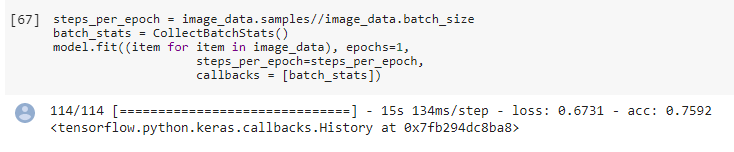 [67] steps_per_epoch = image_data.samples//image_data.batch_size
batch_stats = CollectBatchStats()
model.fit((item for item in image_data), epochs=1,
steps_per_epoch=steps_per_epoch,
callbacks = [batch_stats])
114/114 [==============================] - 15s 134ms/step - loss: 0.6731 - acc: 0.7592
<tensorflow.python.keras.callbacks.History at 0x7fb294dc8ba8>